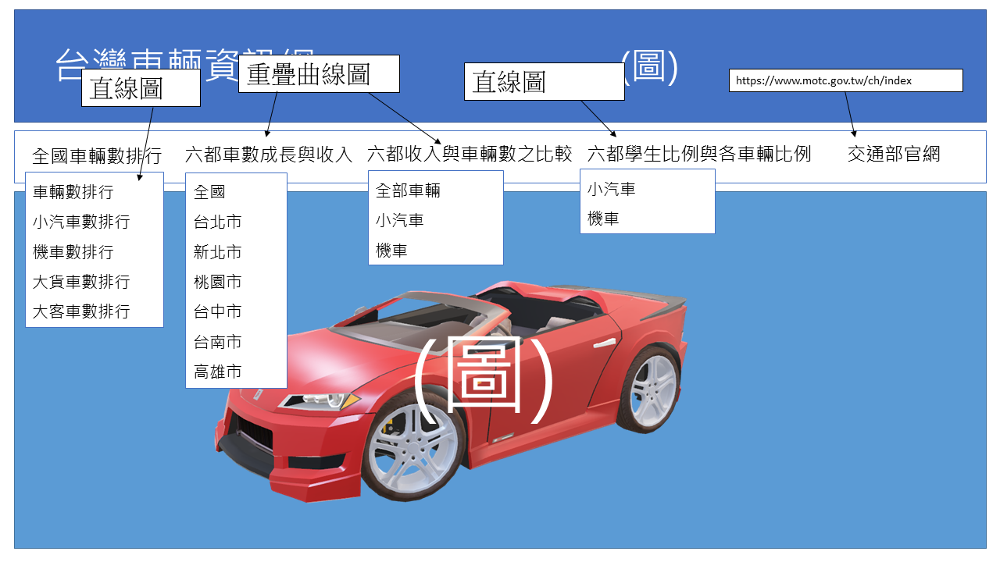 台灣車輛資訊網
(圖)
直線圖
重疊曲線圖
直線圖
https://www.motc.gov.tw/ch/index
全國車輛數排行
六都車數成長與收入
六都收入與車輛數之比較
六都學生比例與各車輛比例
交通部官網
車輛數排行
小汽車數排行
機車數排行
大貨車數排行
大客車數排行
全國
台北市
新北市
桃園市
台中市
台南市
高雄市
全部車輛
小汽車
機車
小汽車
機車
(圖)